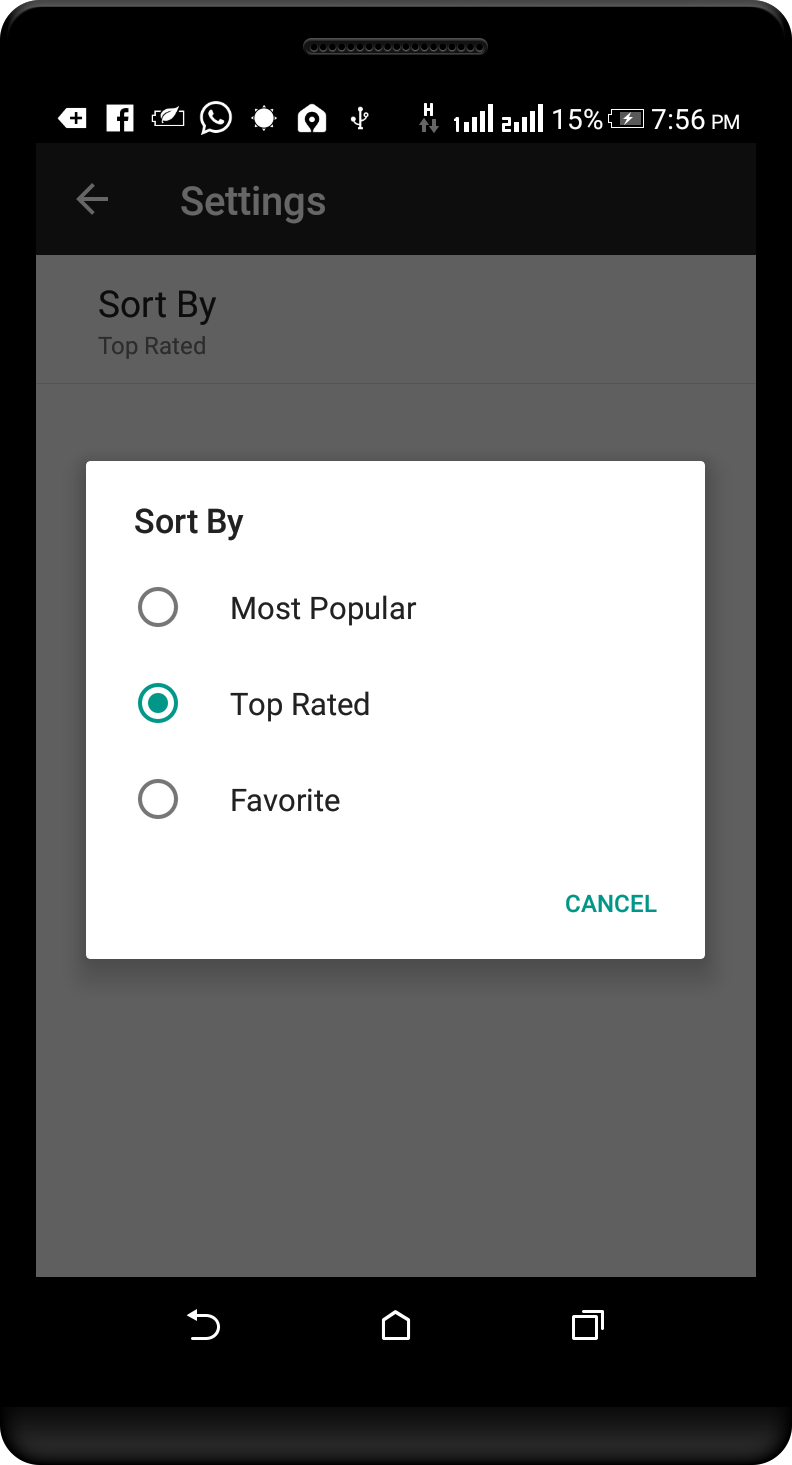 H 1 2 15% 7:56 PM
Settings
Sort By
Top Rated
Sort By
Most Popular
Top Rated
Favorite
CANCEL